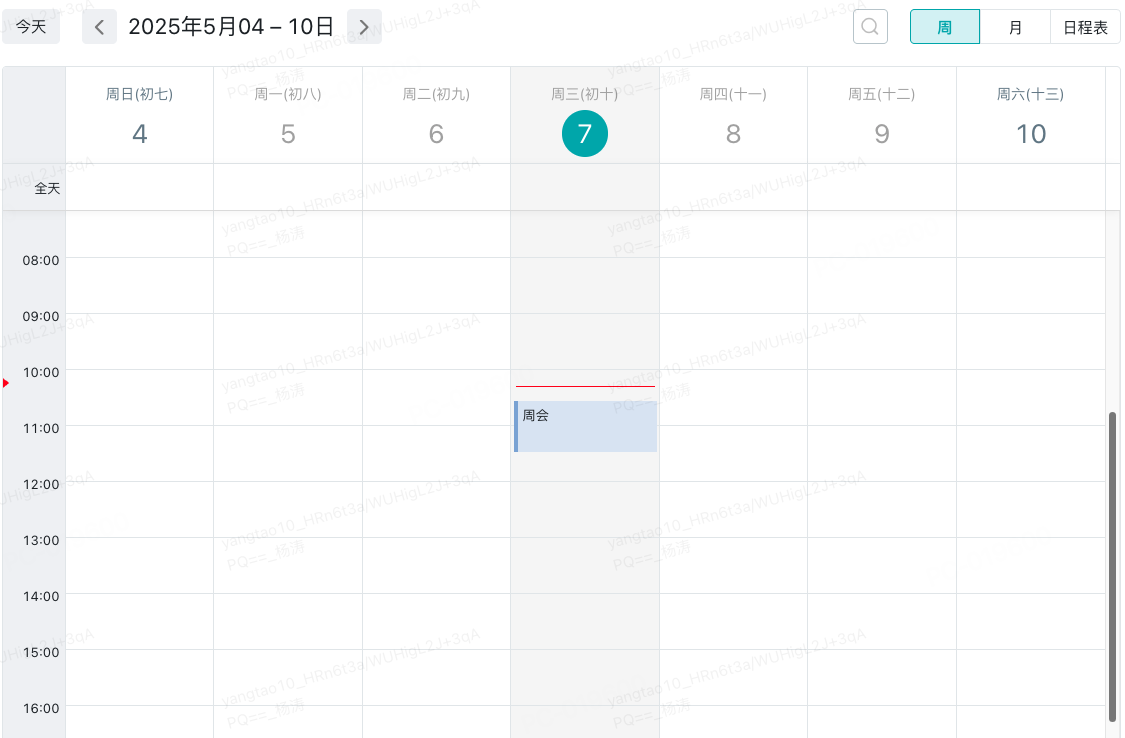 今天
2025年5月04 – 10日
周
月
日程表
周日(初七)
周一(初八)
周二(初九)
周三(初十)
周四(十一)
周五(十二)
周六(十三)
4
5
6
7
8
9
10
全天
08:00
09:00
10:00
周会
11:00
12:00
13:00
14:00
15:00
16:00
yangtao10_HRn6t3a/WUHigL2J+3qA
PQ==_杨涛